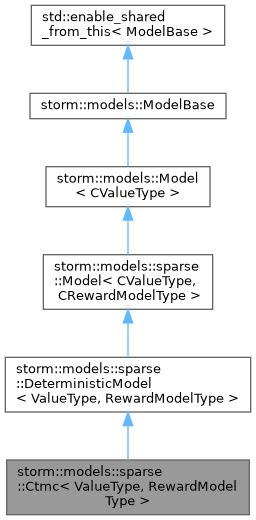 std::enable_shared
_from_this< ModelBase >
storm::models::ModelBase
storm::models::Model
< CValueType >
storm::models::sparse
::Model< CValueType,
CRewardModelType >
storm::models::sparse
::DeterministicModel
< ValueType, RewardModelType >
storm::models::sparse
::Ctmc< ValueType, RewardModel
Type >